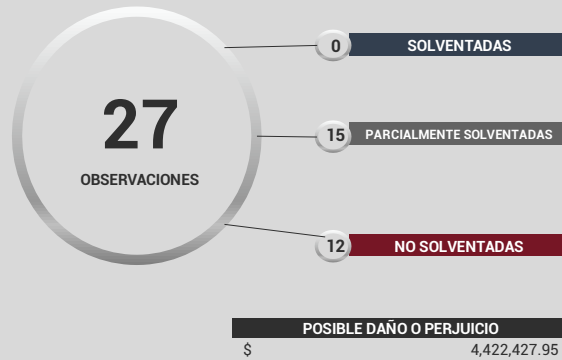 27
OBSERVACIONES
0 SOLVENTADAS
15 PARCIALMENTE SOLVENTADAS
12 NO SOLVENTADAS
POSIBLE DAÑO O PERJUICIO
$ 4,422,427.95